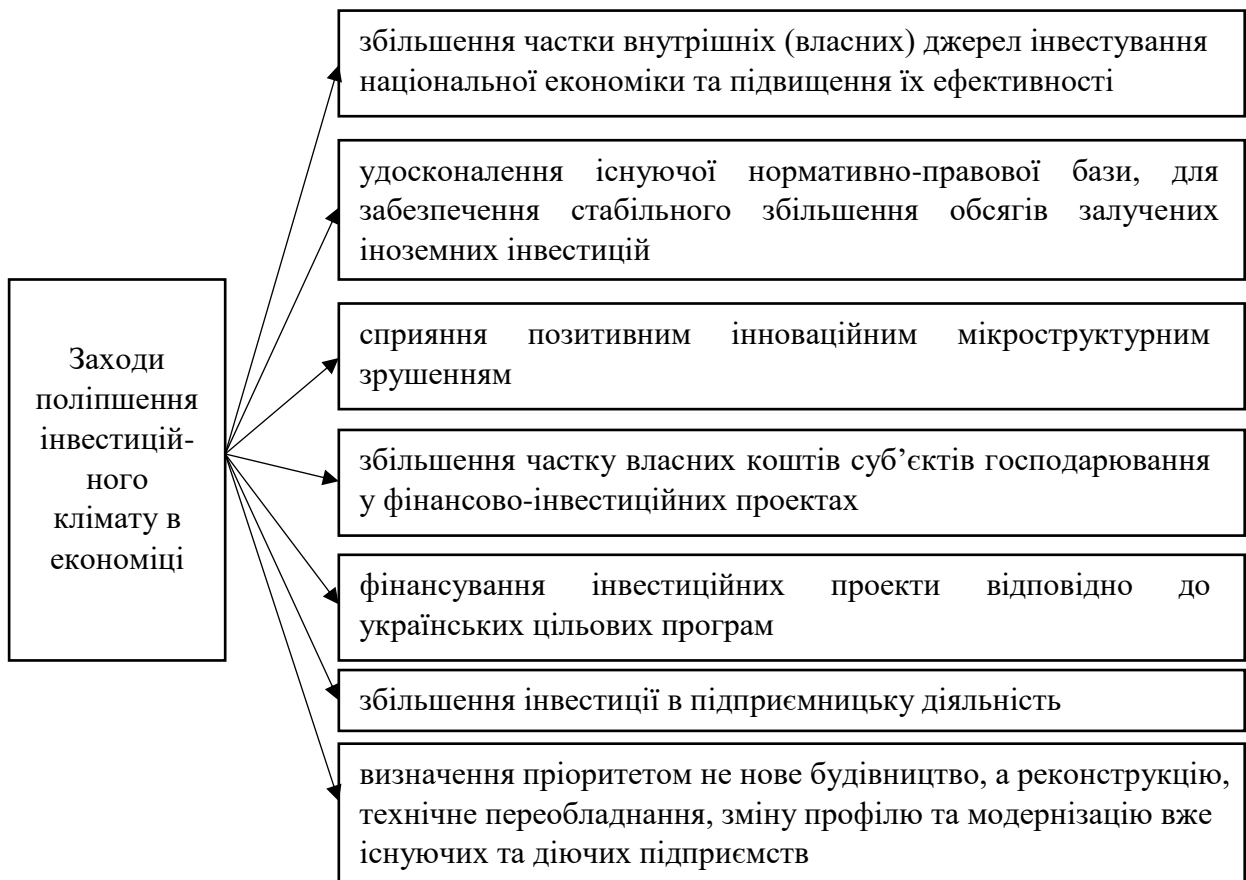 збільшення частки внутрішніх (власних) джерел інвестування
національної економіки та підвищення їх ефективності
удосконалення існуючої нормативно-правової бази, для
забезпечення стабільного збільшення обсягів залучених
іноземних інвестицій
Заходи
поліпшення
інвестицій-
ного
клімату в
економіці
сприяння позитивним інноваційним мікроструктурним
зрушенням
збільшення частку власних коштів суб’єктів господарювання
у фінансово-інвестиційних проектах
фінансування інвестиційних проекти відповідно до
українських цільових програм
збільшення інвестиції в підприємницьку діяльність
визначення пріоритетом не нове будівництво, а реконструкцію,
технічне переобладнання, зміну профілю та модернізацію вже
існуючих та діючих підприємств